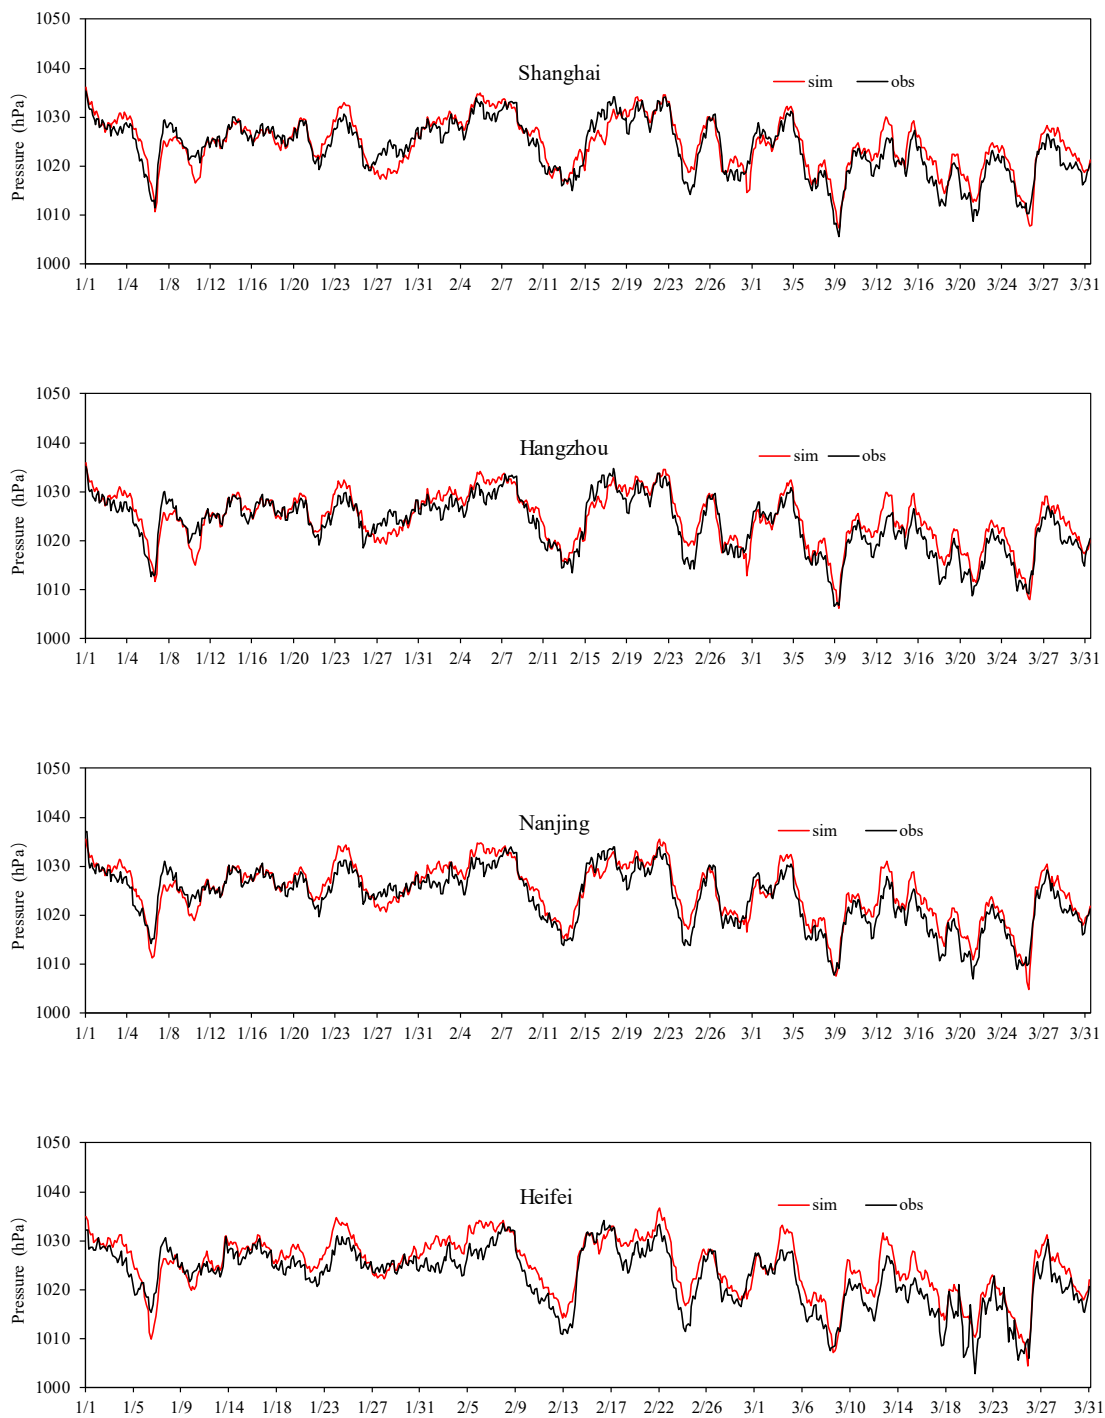 1050
1040
1030
1020
1010
1000
Pressure (hPa)
Shanghai
sim obs
1/1 1/4 1/8 1/12 1/16 1/20 1/23 1/27 1/31 2/4 2/7 2/11 2/15 2/19 2/23 2/26 3/1 3/5 3/9 3/12 3/16 3/20 3/24 3/27 3/31
1050
1040
1030
1020
1010
1000
Pressure (hPa)
Hangzhou
sim obs
1/1 1/4 1/8 1/12 1/16 1/20 1/23 1/27 1/31 2/4 2/7 2/11 2/15 2/19 2/23 2/26 3/1 3/5 3/9 3/12 3/16 3/20 3/24 3/27 3/31
1050
1040
1030
1020
1010
1000
Pressure (hPa)
Nanjing
sim obs
1/1 1/4 1/8 1/12 1/16 1/20 1/23 1/27 1/31 2/4 2/7 2/11 2/15 2/19 2/23 2/26 3/1 3/5 3/9 3/12 3/16 3/20 3/24 3/27 3/31
1050
1040
1030
1020
1010
1000
Pressure (hPa)
Heifei
sim obs
1/1 1/5 1/9 1/14 1/18 1/23 1/27 1/31 2/5 2/9 2/13 2/18 2/22 2/26 3/1 3/6 3/10 3/14 3/19 3/23 3/27 3/31